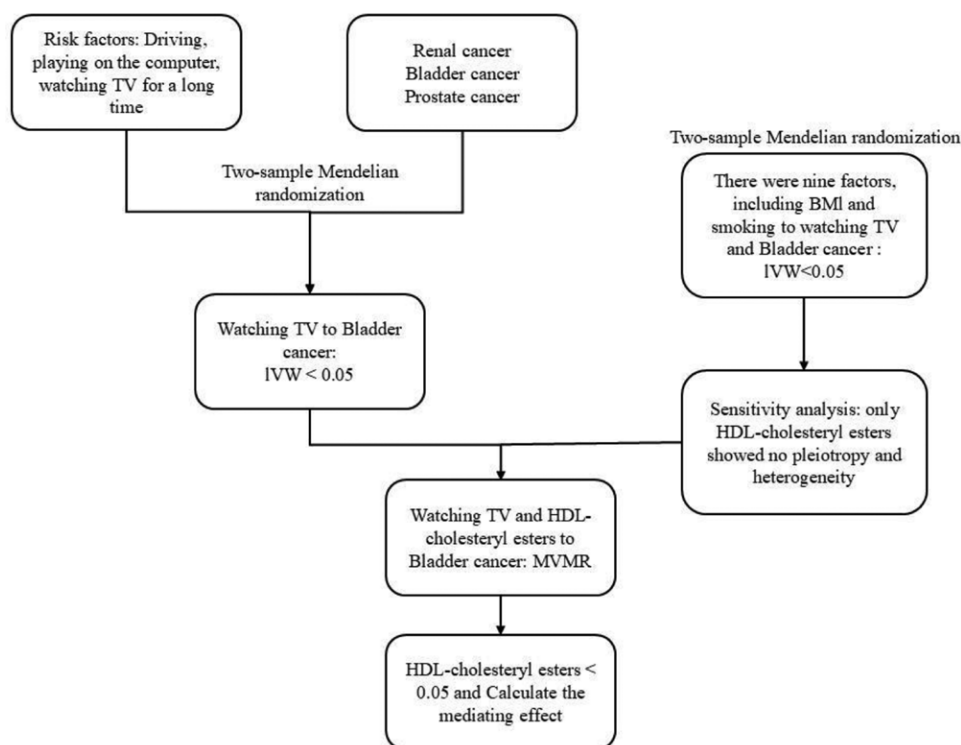 Risk factors: Driving,
playing on the computer,
watching TV for a long
time
Renal cancer
Bladder cancer
Prostate cancer
Two-sample Mendelian
randomization
Two-sample Mendelian randomization
There were nine factors,
including BMl and
smoking to watching TV
and Bladder cancer :
lVW<0.05
Watching TV to Bladder
cancer:
lVW < 0.05
Sensitivity analysis: only
HDL-cholesteryl esters
showed no pleiotropy and
heterogeneity
Watching TV and HDL-
cholesteryl esters to
Bladder cancer: MVMR
HDL-cholesteryl esters <
0.05 and Calculate the
mediating effect